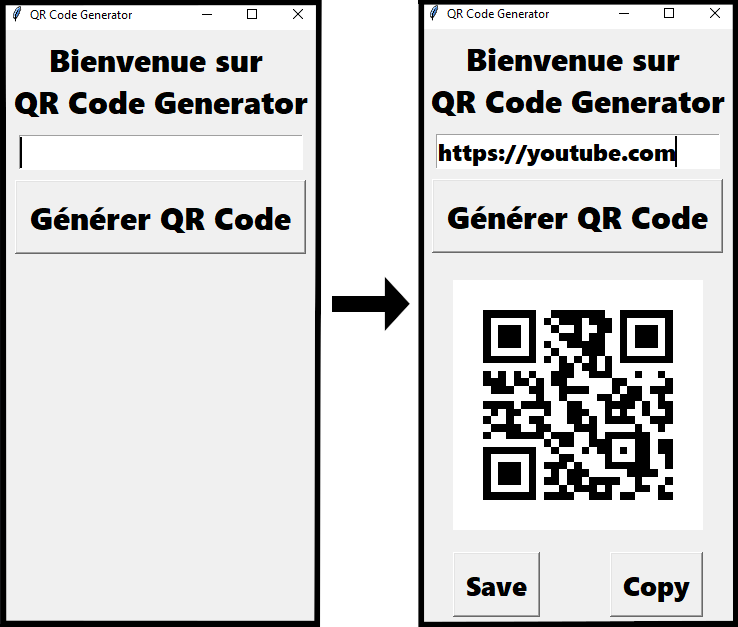 QR Code Generator
Bienvenue sur
QR Code Generator
Générer QR Code
QR Code Generator
Bienvenue sur
QR Code Generator
https://youtube.com
Générer QR Code
Save
Copy